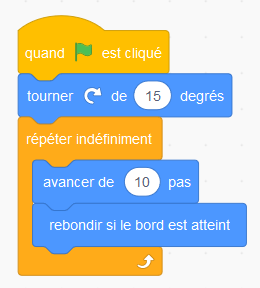 quand est cliqué
tourner de 15 degrés
répéter indéfiniment
avancer de 10 pas
rebondir si le bord est atteint